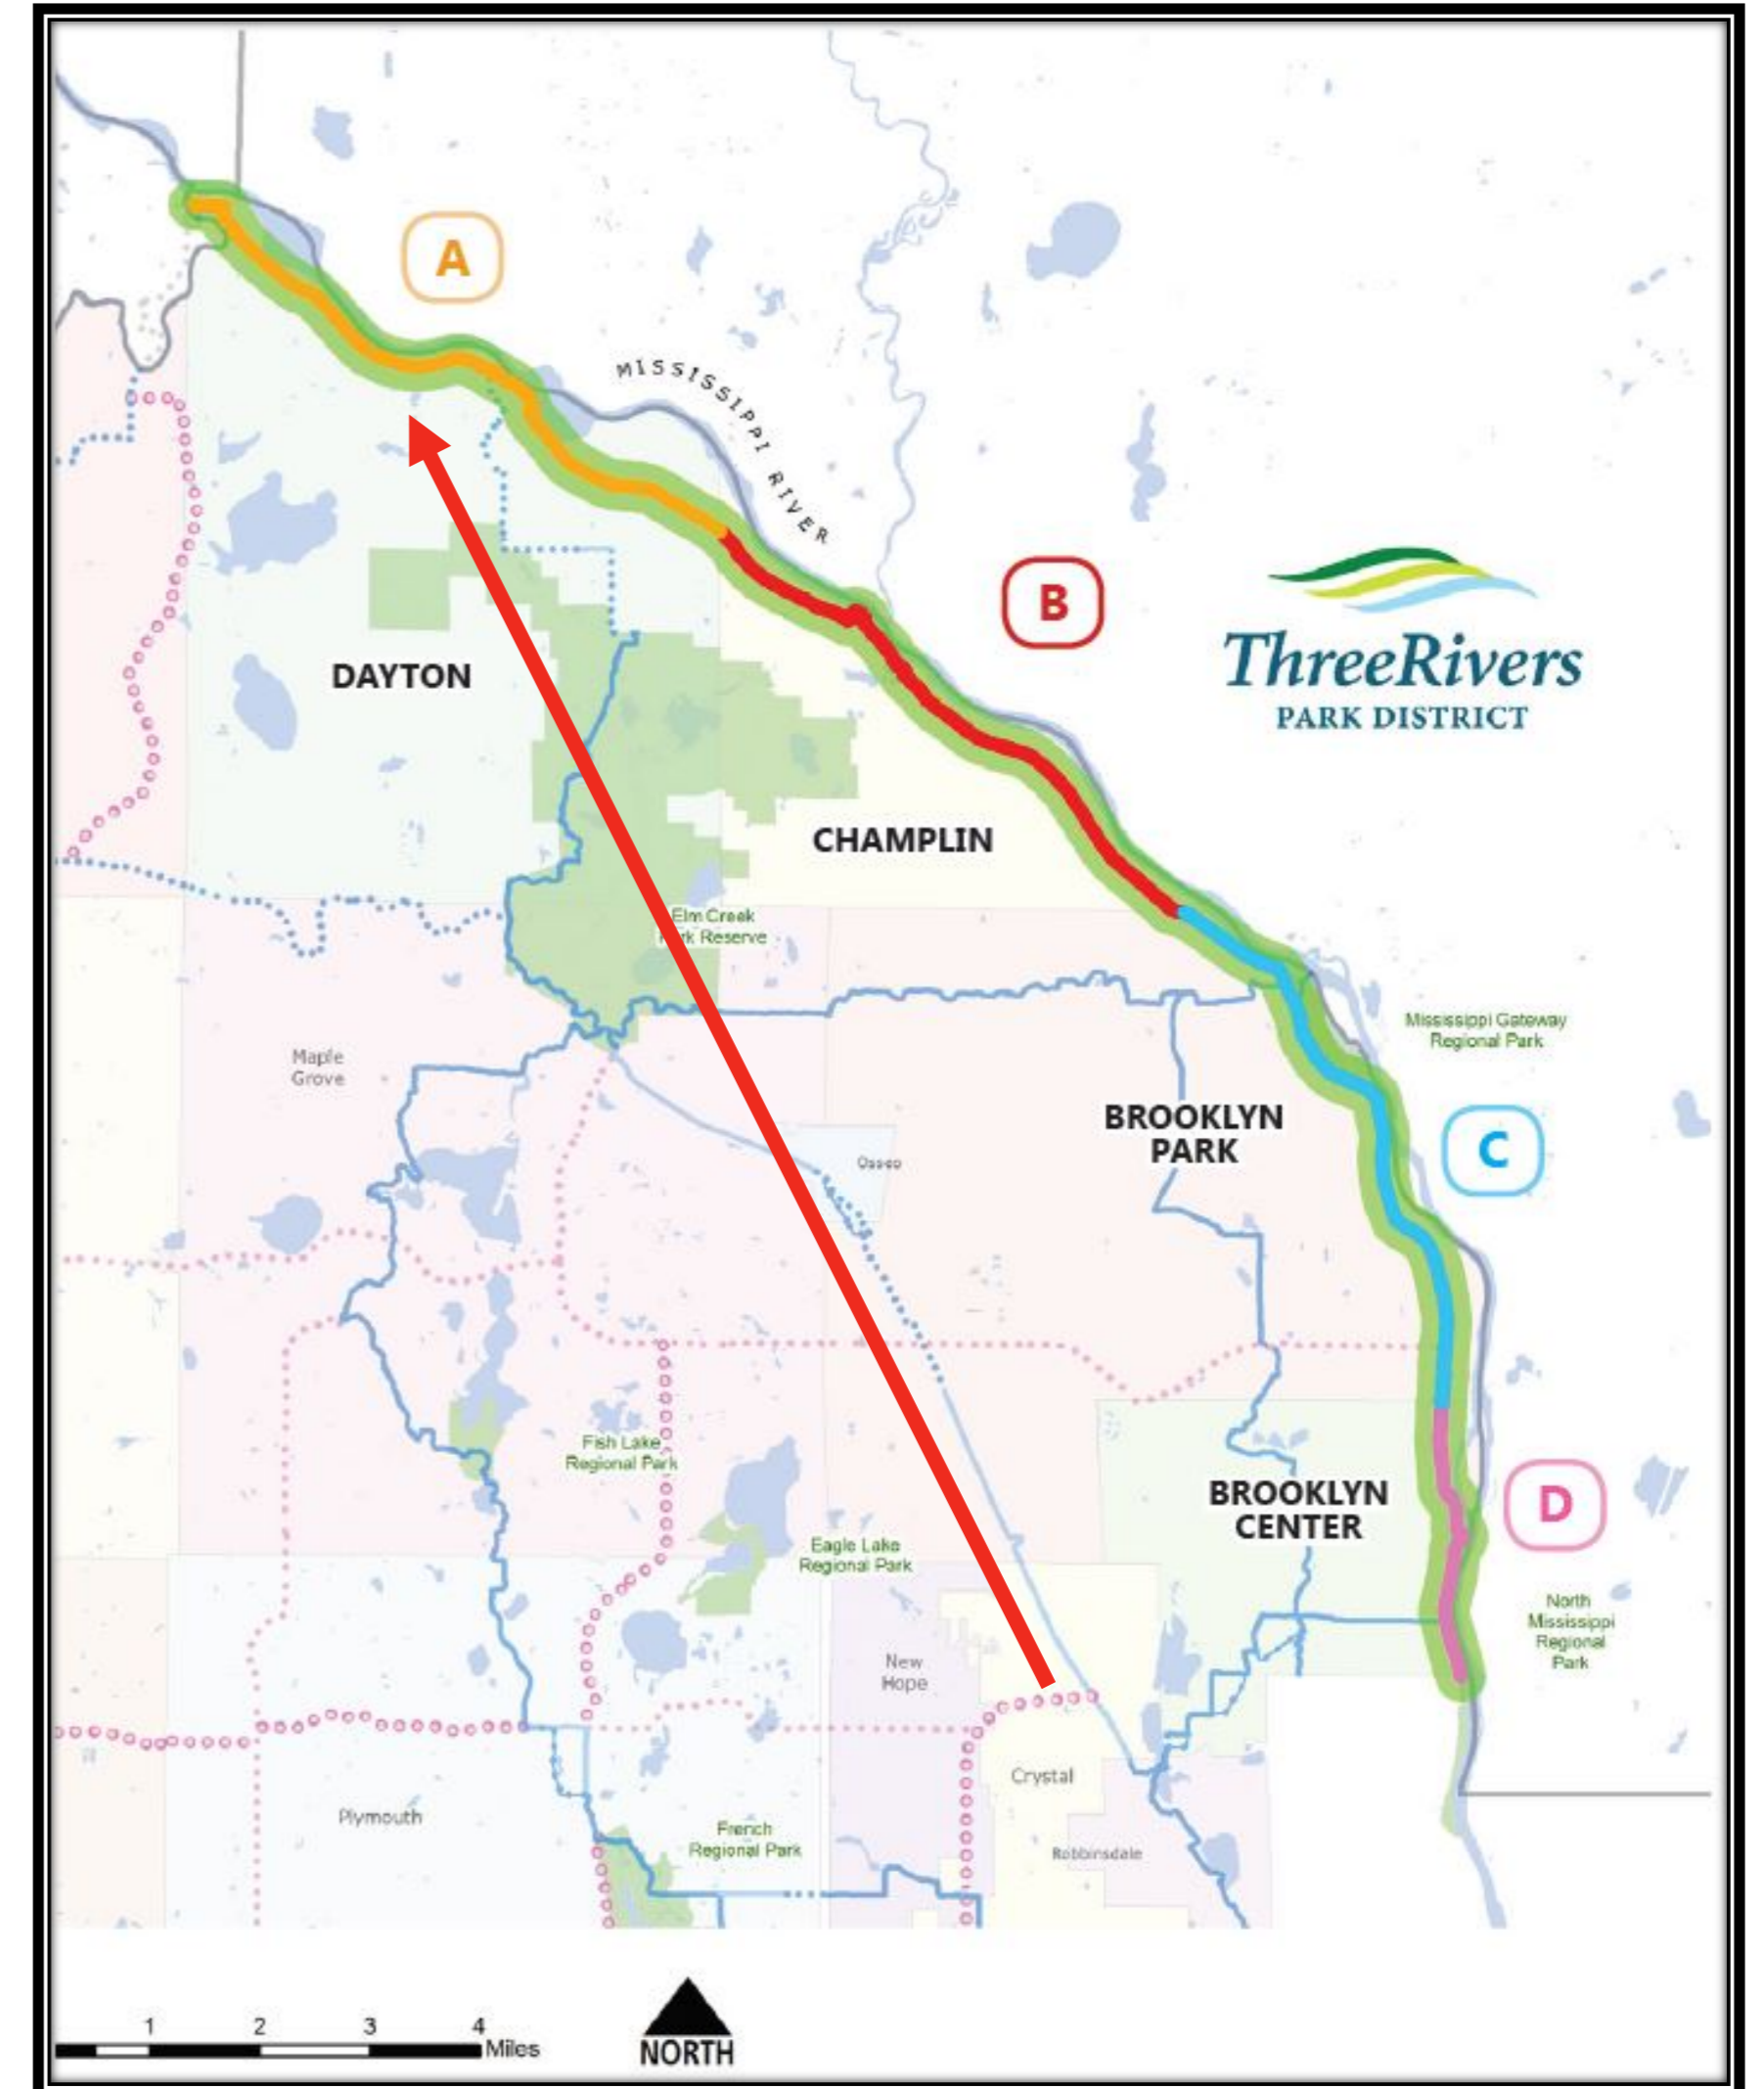 A
MISSISSIPPI RIVER
B
ThreeRivers
PARK DISTRICT
DAYTON
CHAMPLIN
Elm Creek
Park Reserve
Mississippi Gateway
Regional Park
Maple
Grove
BROOKLYN
PARK
C
Osseo
Fish Lake
Regional Park
BROOKLYN
CENTER
D
Eagle Lake
Regional Park
North
Mississippi
Regional
Park
New
Hope
Crystal
Plymouth
French
Regional Park
Robbinsdale
1 2 3 4
Miles
NORTH